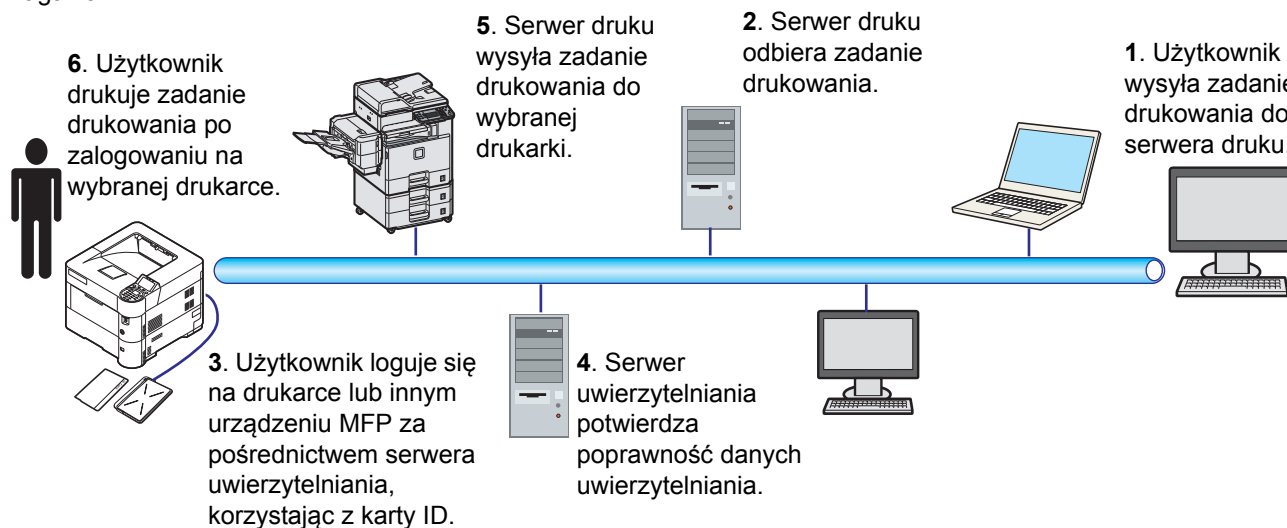 5. Serwer druku
wysyła zadanie
drukowania do
wybranej
drukarki.
2. Serwer druku
odbiera zadanie
drukowania.
1. Użytkownik
wysyła zadanie
drukowania do
serwera druku.
6. Użytkownik
drukuje zadanie
drukowania po
zalogowaniu na
wybranej drukarce.
3. Użytkownik loguje się
na drukarce lub innym
urządzeniu MFP za
pośrednictwem serwera
uwierzytelniania,
korzystając z karty ID.
4. Serwer
uwierzytelniania
potwierdza
poprawność danych
uwierzytelniania.